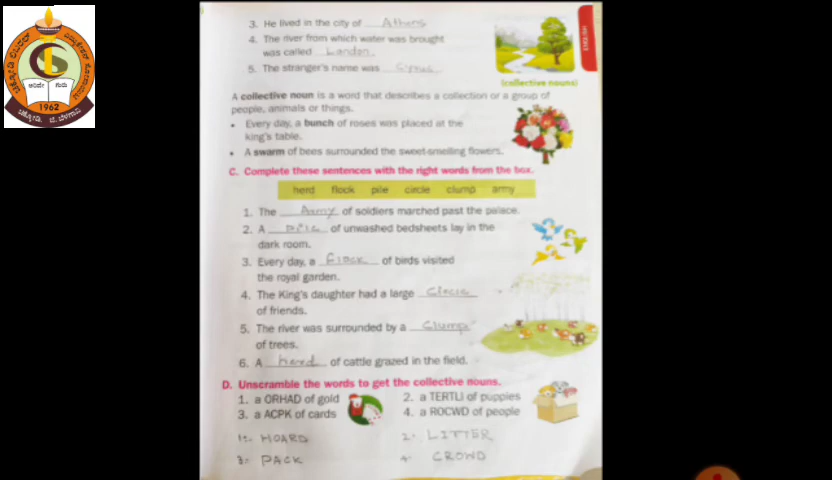 3. He lived in the city of Athens
4. The river from which water was brought
was called London.
5. The stranger's name was
ENGLISH
(collective nouns)
A collective noun is a word that describes a collection or a group of
people, animals or things.
• Every day, a bunch of roses was placed at the
king's table.
• A swarm of bees surrounded the sweet-smelling flowers.
C. Complete these sentences with the right words from the box.
herd flock pile circle clump army
1. The Army of soldiers marched past the palace.
2. A pile of unwashed bedsheets lay in the
dark room.
3. Every day, a flock of birds visited
the royal garden.
4. The King's daughter had a large Circle
of friends.
5. The river was surrounded by a Clump
of trees.
6. A herd of cattle grazed in the field.
D. Unscramble the words to get the collective nouns.
1. a ORHAD of gold 2. a TERTLI of puppies
3. a ACPK of cards 4. a ROCWD of people
1:- HOARD 2:- LITTER
3:- PACK 4- CROWD
1962